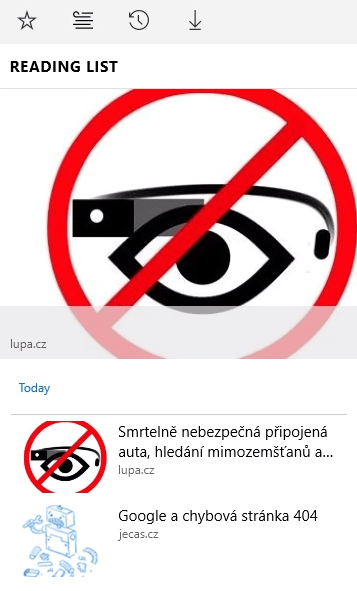 READING LIST
lupa.cz
Today
Smrtelně nebezpečná připojená
auta, hledání mimozemšťanů a...
lupa.cz
Google a chybová stránka 404
jecas.cz